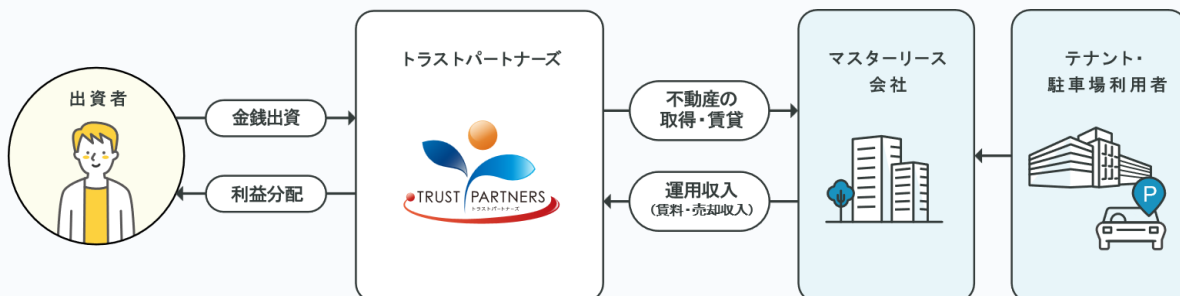 出資者
金銭出資
利益分配
トラストパートナーズ
TRUST PARTNERS
トラストパートナーズ
不動産の
取得・賃貸
運用収入
(賃料・売却収入)
マスターリース
会社
テナント・
駐車場利用者
P